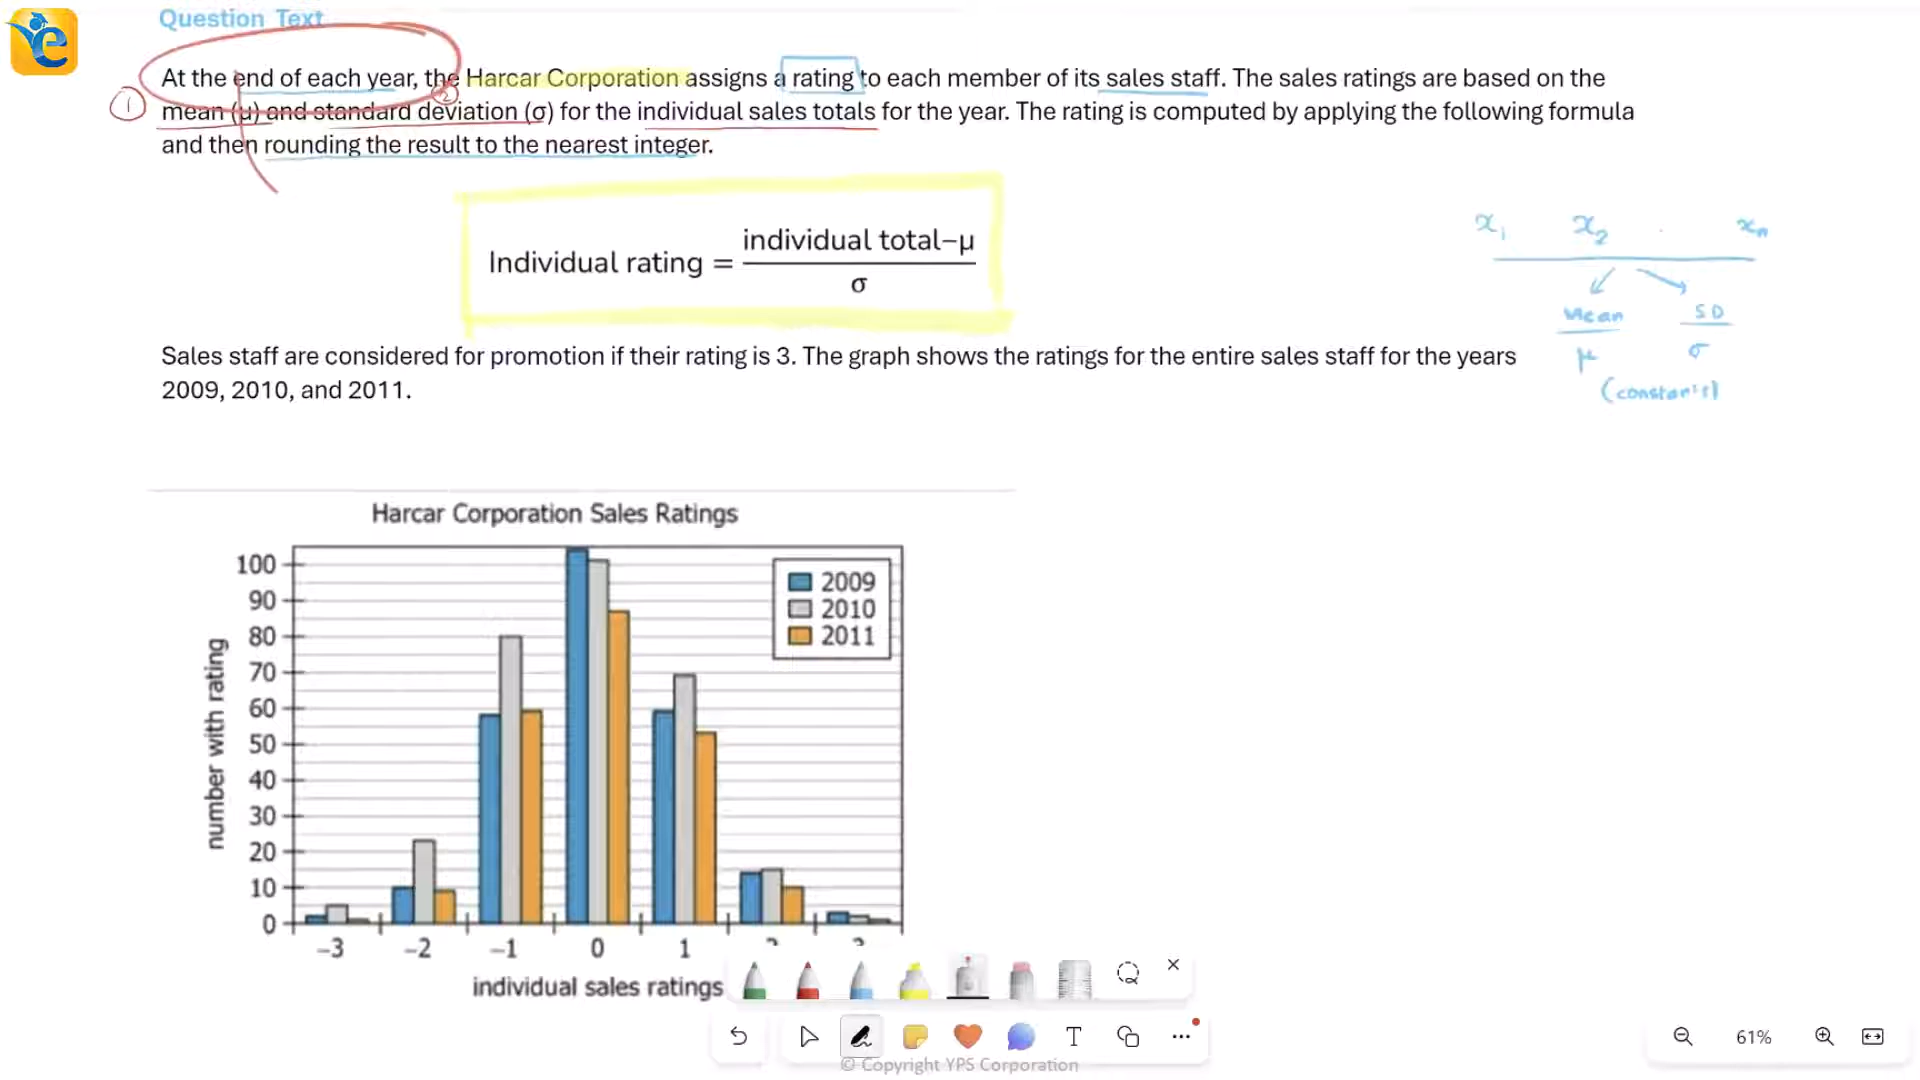 Question Text
At the end of each year, the Harcar Corporation assigns a rating to each member of its sales staff. The sales ratings are based on the
1
2
mean (μ) and standard deviation (σ) for the individual sales totals for the year. The rating is computed by applying the following formula
and then rounding the result to the nearest integer.
Individual rating = individual total−μ
σ
x₁ x₂ . xₙ
Mean SD
μ σ
(constants)
Sales staff are considered for promotion if their rating is 3. The graph shows the ratings for the entire sales staff for the years
2009, 2010, and 2011.
Harcar Corporation Sales Ratings
number with rating
100
90
80
70
60
50
40
30
20
10
0
2009
2010
2011
−3 −2 −1 0 1
individual sales ratings
61%
© Copyright YPS Corporation